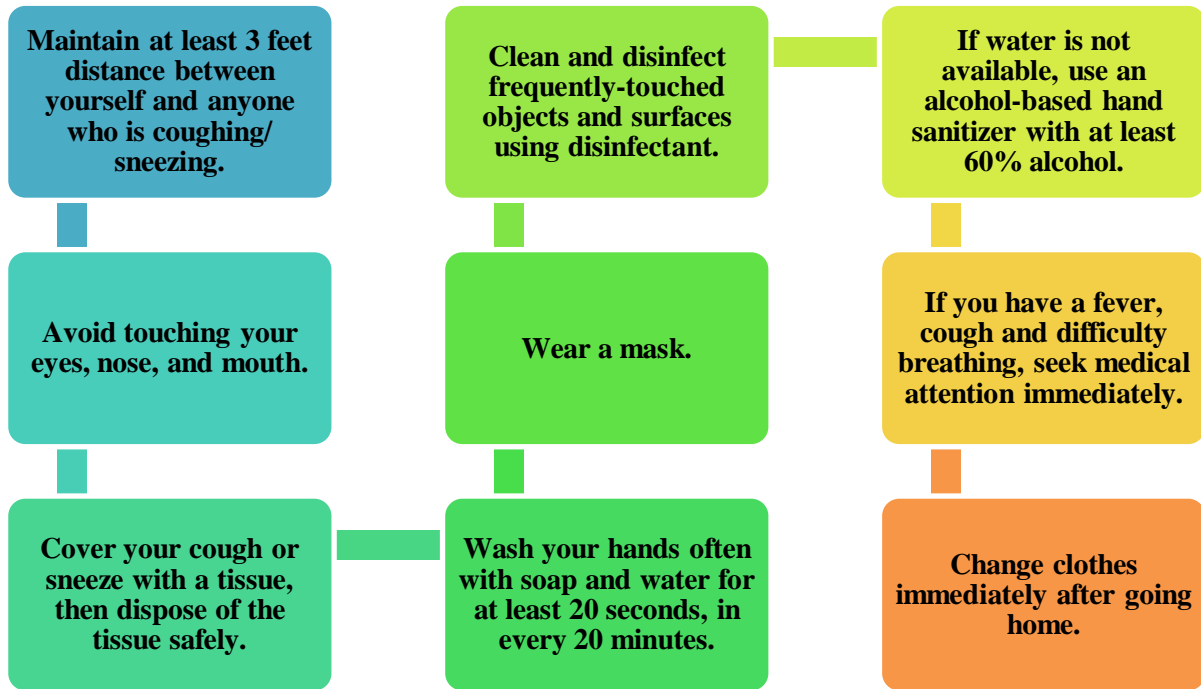 Maintain at least 3 feet
distance between
yourself and anyone
who is coughing/
sneezing.
Avoid touching your
eyes, nose, and mouth.
Cover your cough or
sneeze with a tissue,
then dispose of the
tissue safely.
Wash your hands often
with soap and water for
at least 20 seconds, in
every 20 minutes.
Wear a mask.
Clean and disinfect
frequently-touched
objects and surfaces
using disinfectant.
If water is not
available, use an
alcohol-based hand
sanitizer with at least
60% alcohol.
If you have a fever,
cough and difficulty
breathing, seek medical
attention immediately.
Change clothes
immediately after going
home.